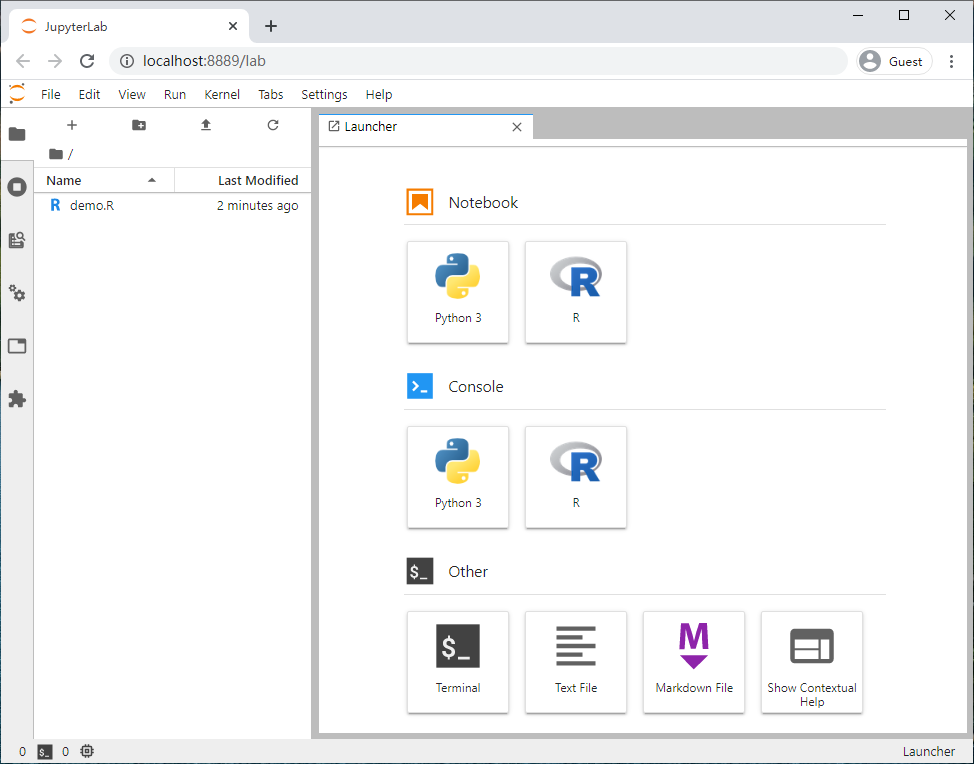 JupyterLab
localhost:8889/lab
Guest
File Edit View Run Kernel Tabs Settings Help
Launcher
/
Name Last Modified
R demo.R 2 minutes ago
Notebook
Python 3 R
Console
Python 3 R
$_ Other
$_ M
Terminal Text File Markdown File Show Contextual
Help
0 $_ 0 Launcher